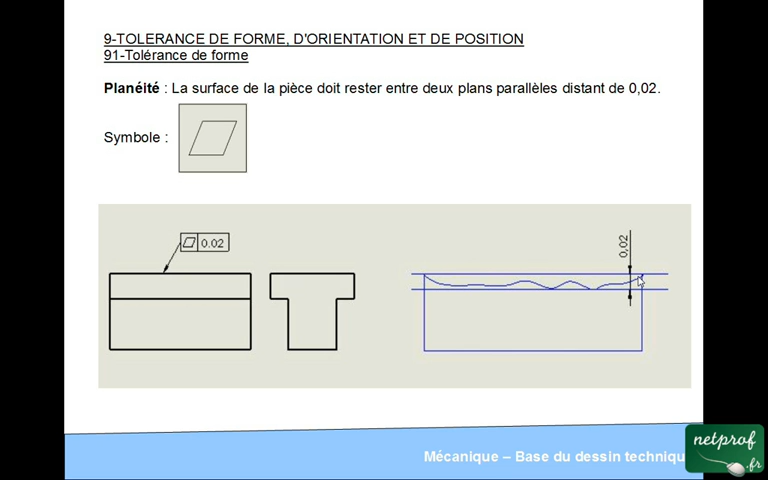 9-TOLERANCE DE FORME, D'ORIENTATION ET DE POSITION
91-Tolérance de forme
Planéité : La surface de la pièce doit rester entre deux plans parallèles distant de 0,02.
Symbole :
0.02
0,02
Mécanique – Base du dessin techniqu
netprof
.fr